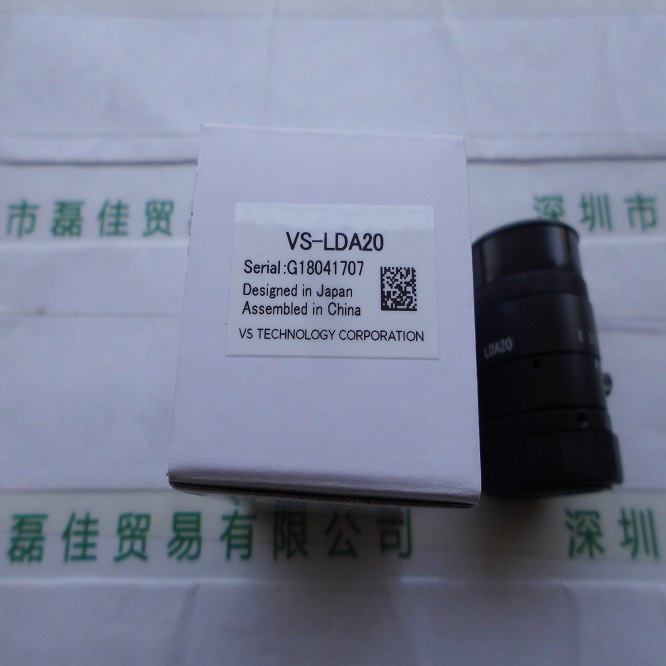 市磊佳贸
深圳市
VS-LDA20
Serial:G18041707
Designed in Japan
Assembled in China
VS TECHNOLOGY CORPORATION
LDA20
磊佳贸易有限公司
深圳